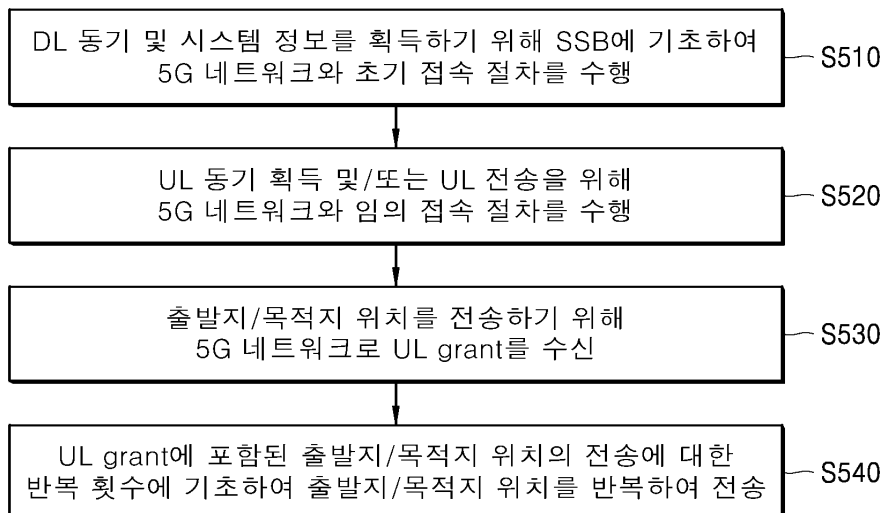 DL 동기 및 시스템 정보를 획득하기 위해 SSB에 기초하여
5G 네트워크와 초기 접속 절차를 수행
S510
UL 동기 획득 및/또는 UL 전송을 위해
5G 네트워크와 임의 접속 절차를 수행
S520
출발지/목적지 위치를 전송하기 위해
5G 네트워크로 UL grant를 수신
S530
UL grant에 포함된 출발지/목적지 위치의 전송에 대한
반복 횟수에 기초하여 출발지/목적지 위치를 반복하여 전송
S540